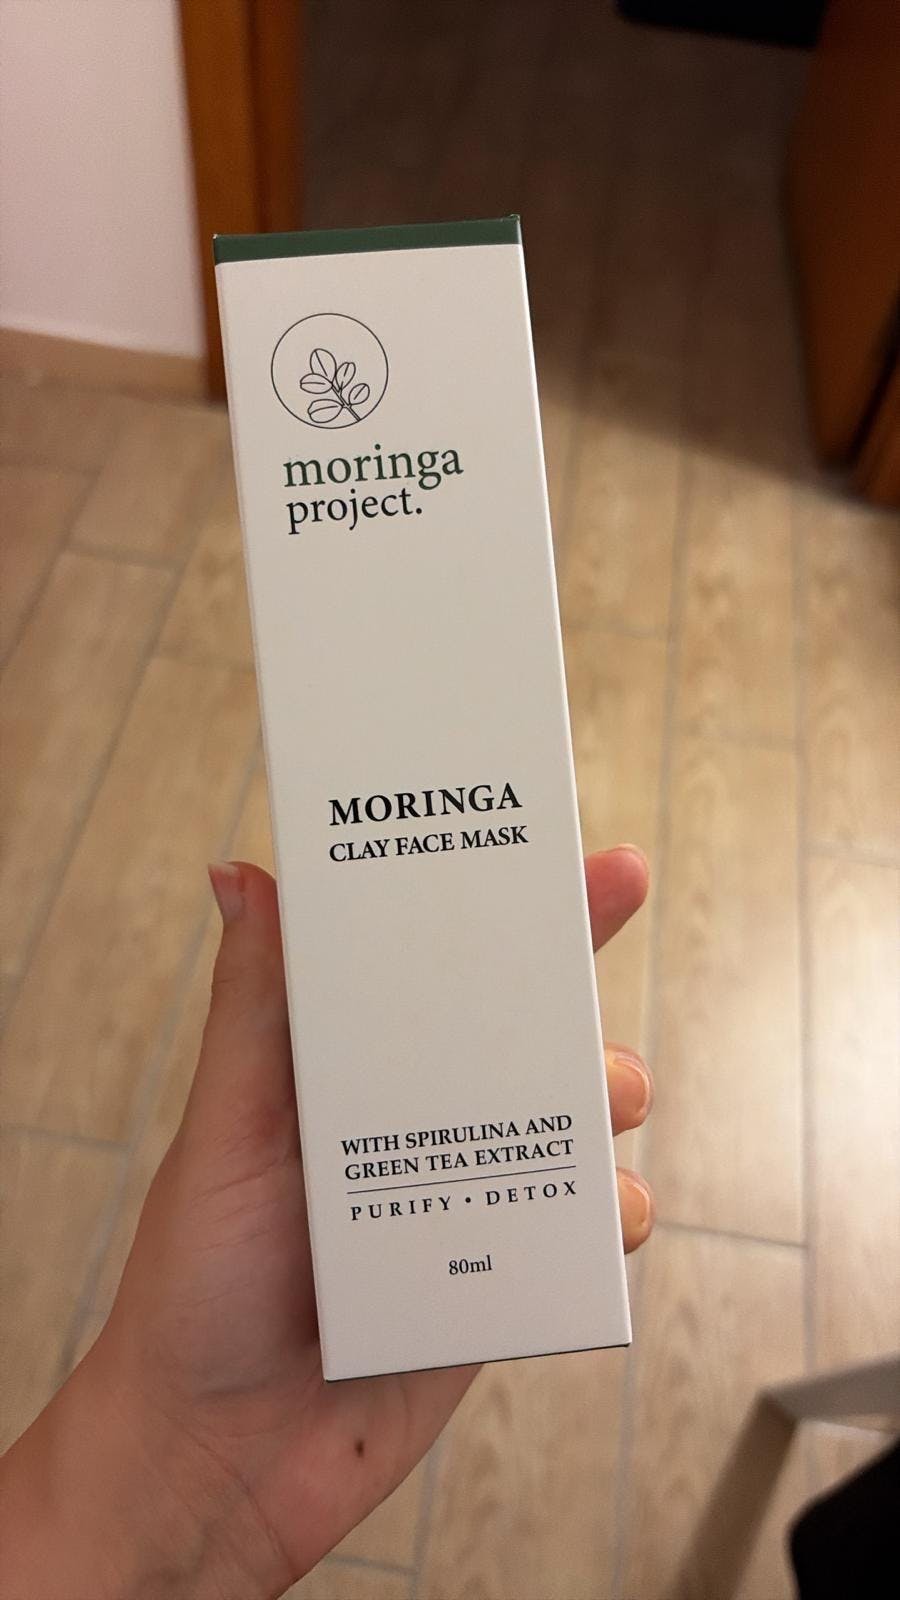 moringa
project.
MORINGA
CLAY FACE MASK
WITH SPIRULINA AND
GREEN TEA EXTRACT
PURIFY • DETOX
80ml